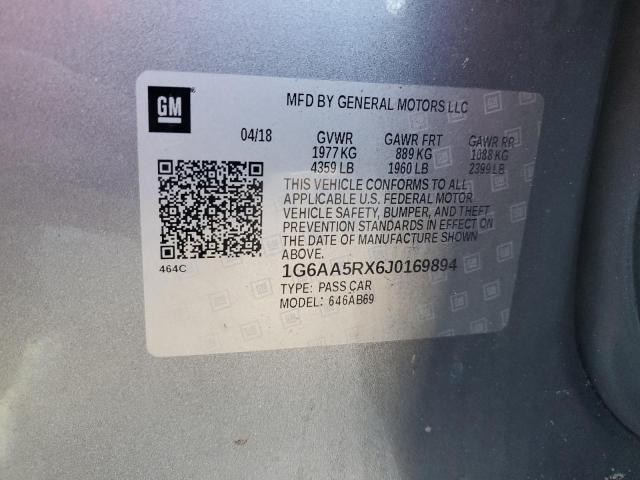 GM
MFD BY GENERAL MOTORS LLC
04/18 GVWR GAWR FRT GAWR RR
1977 KG 889 KG 1088 KG
4359 LB 1960 LB 2399 LB
THIS VEHICLE CONFORMS TO ALL
APPLICABLE U.S. FEDERAL MOTOR
VEHICLE SAFETY, BUMPER, AND THEFT
PREVENTION STANDARDS IN EFFECT ON
THE DATE OF MANUFACTURE SHOWN
ABOVE.
464C
1G6AA5RX6J0169894
TYPE: PASS CAR
MODEL: 646AB69